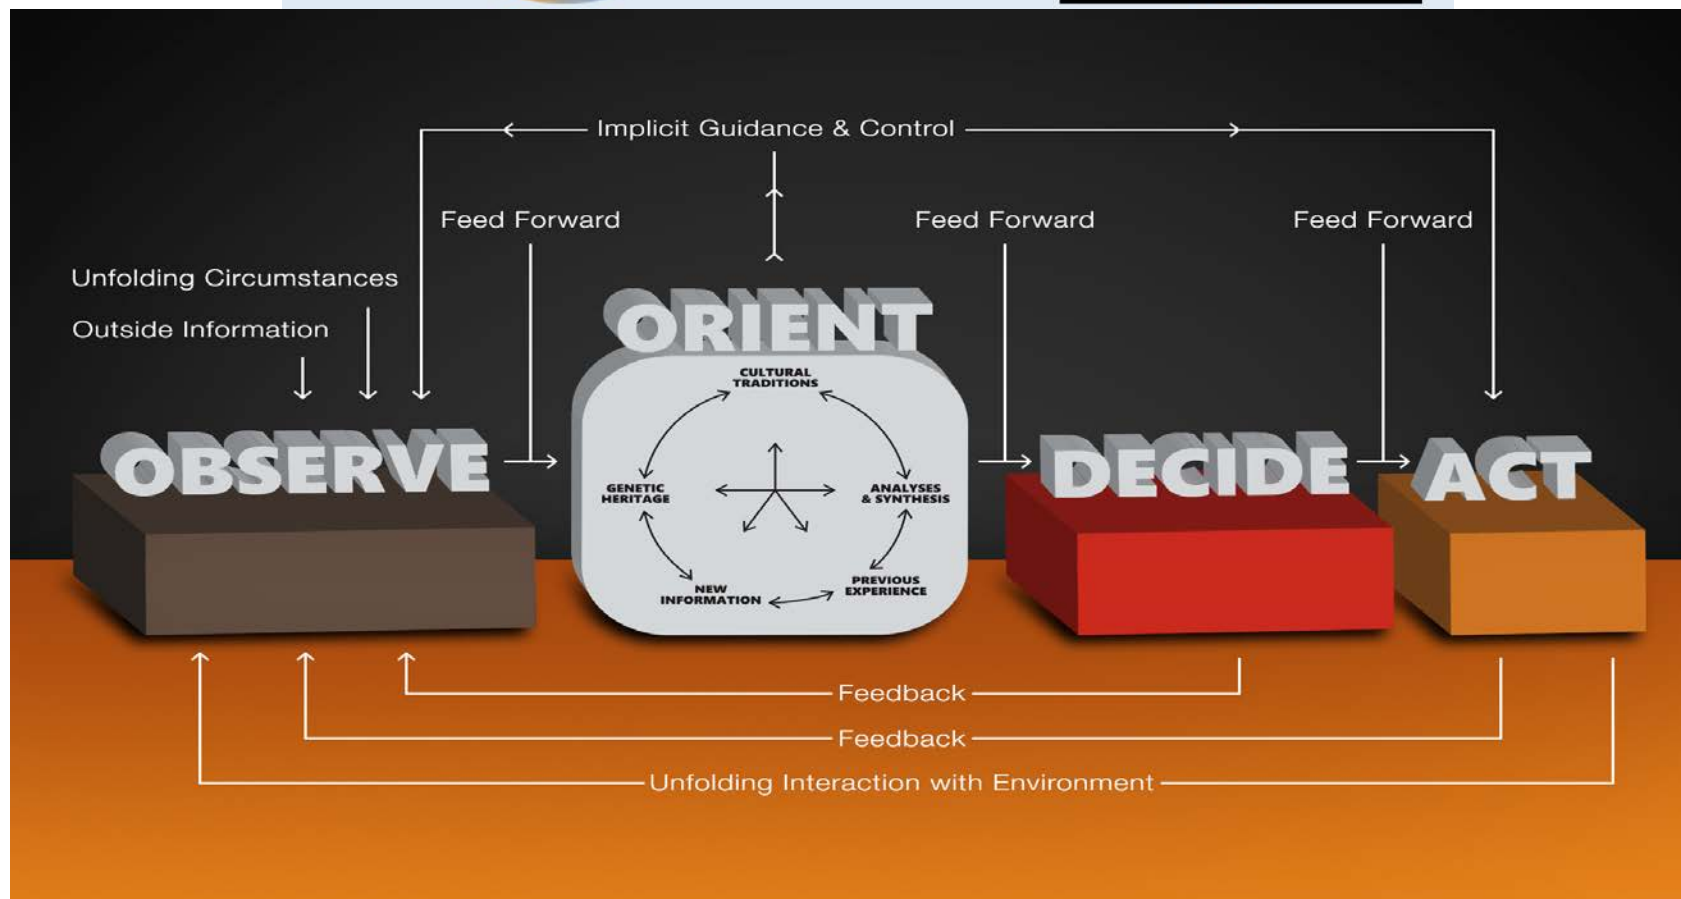 Implicit Guidance & Control
Feed Forward
Feed Forward
Feed Forward
Unfolding Circumstances
Outside Information
OBSERVE
ORIENT
CULTURAL
TRADITIONS
GENETIC
HERITAGE
ANALYSES
& SYNTHESIS
NEW
INFORMATION
PREVIOUS
EXPERIENCE
DECIDE
ACT
Feedback
Feedback
Unfolding Interaction with Environment